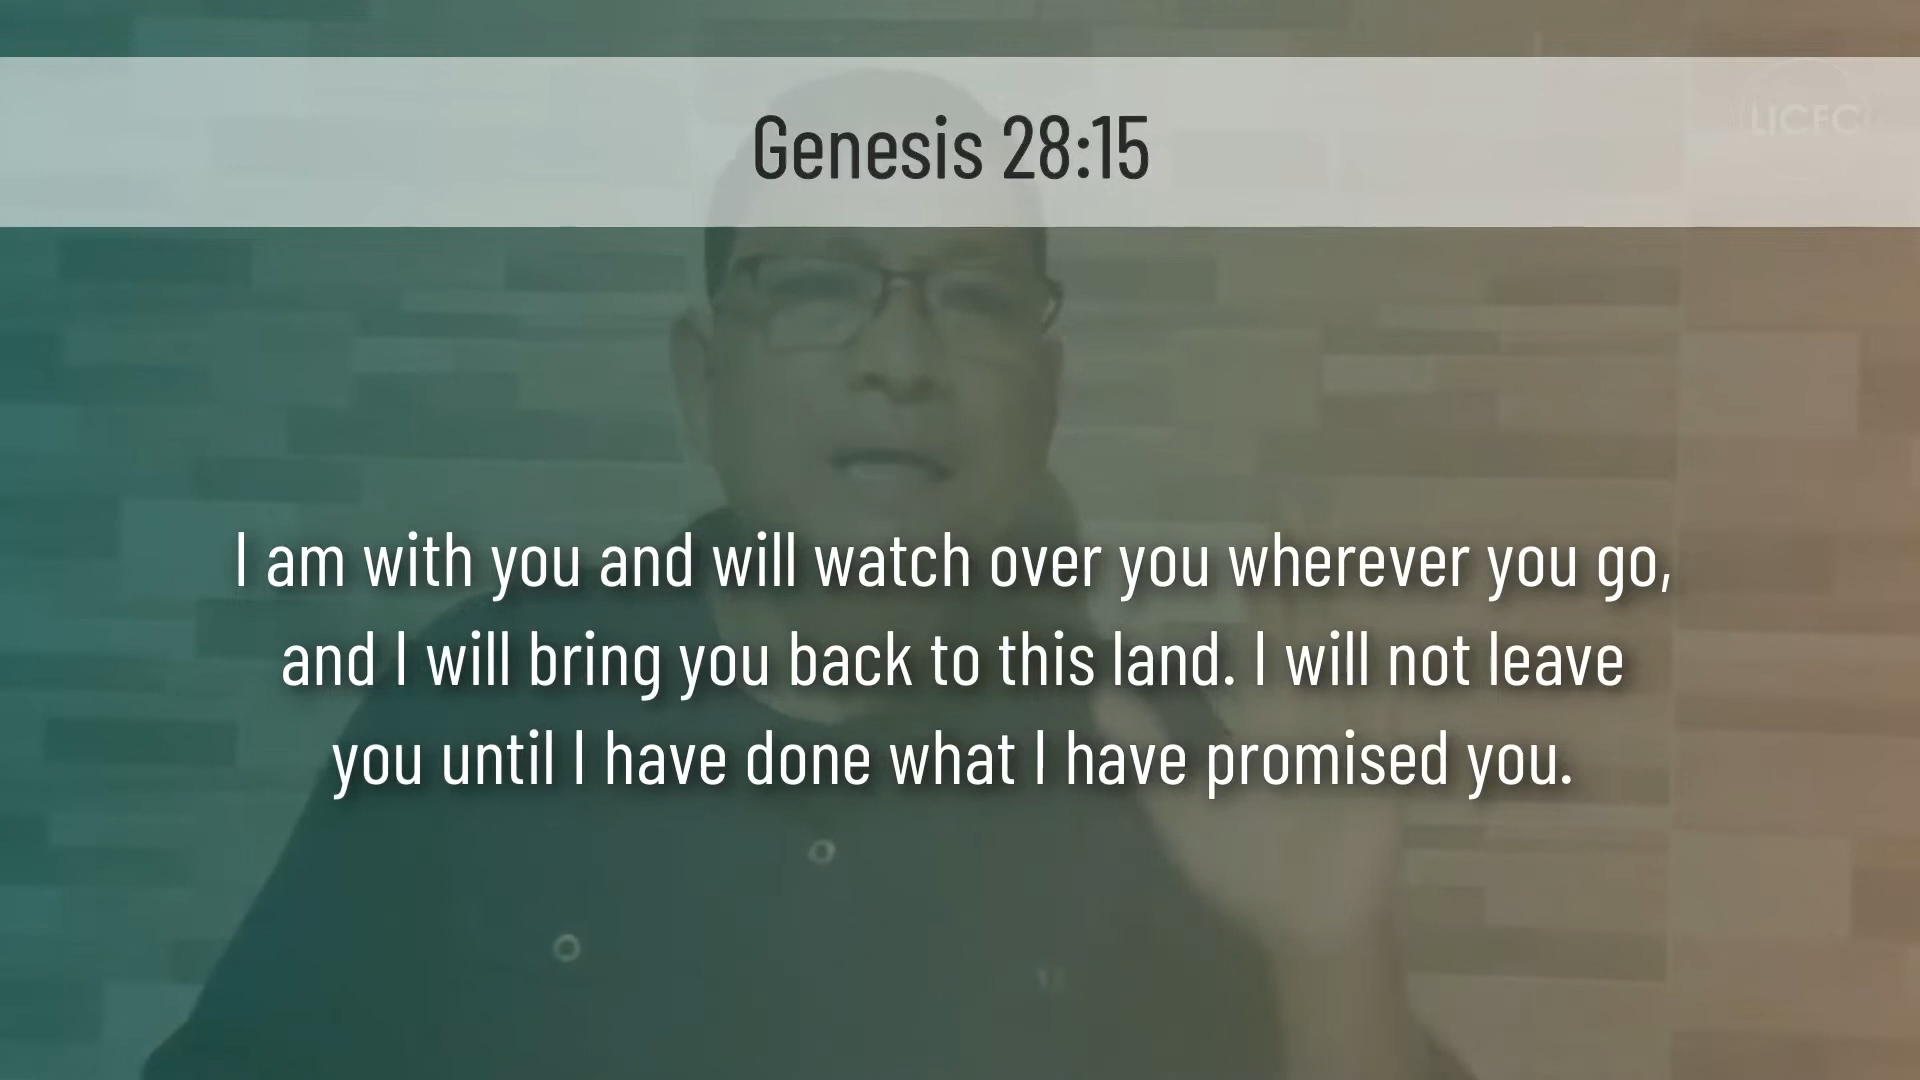 LICFC
Genesis 28:15
I am with you and will watch over you wherever you go,
and I will bring you back to this land. I will not leave
you until I have done what I have promised you.